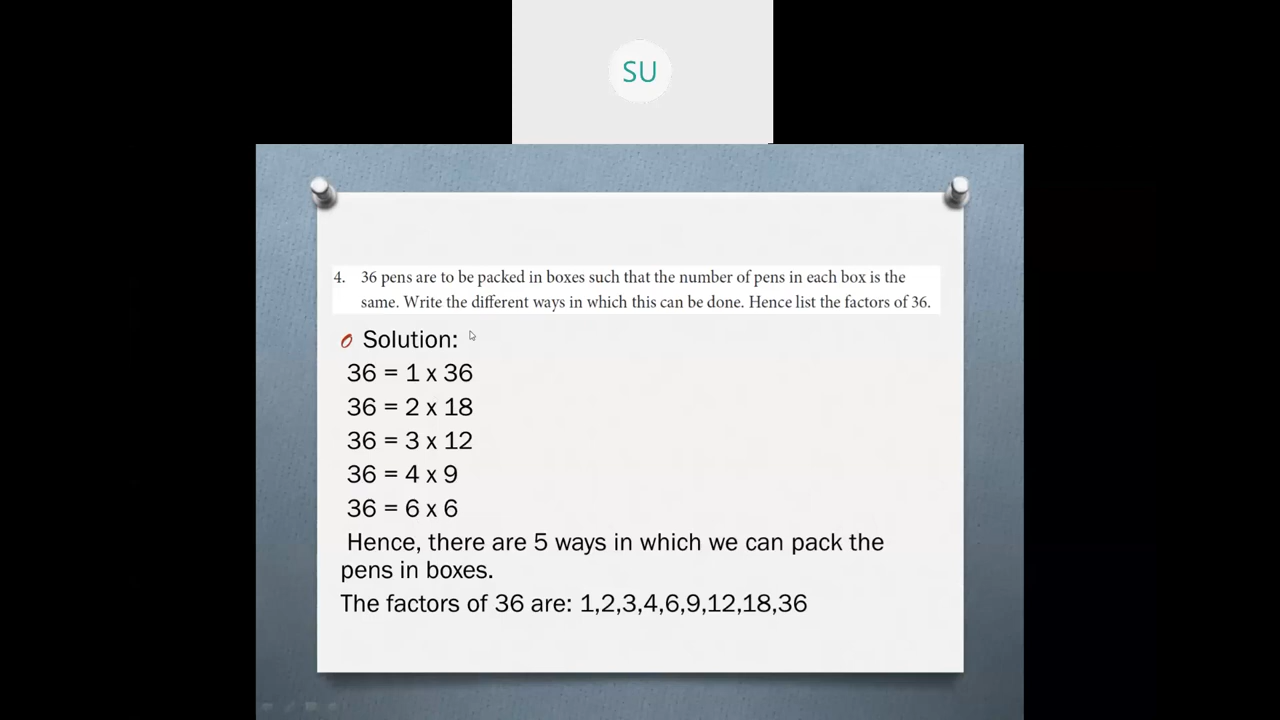 SU
4. 36 pens are to be packed in boxes such that the number of pens in each box is the
same. Write the different ways in which this can be done. Hence list the factors of 36.
Solution:
36 = 1 x 36
36 = 2 x 18
36 = 3 x 12
36 = 4 x 9
36 = 6 x 6
Hence, there are 5 ways in which we can pack the
pens in boxes.
The factors of 36 are: 1,2,3,4,6,9,12,18,36